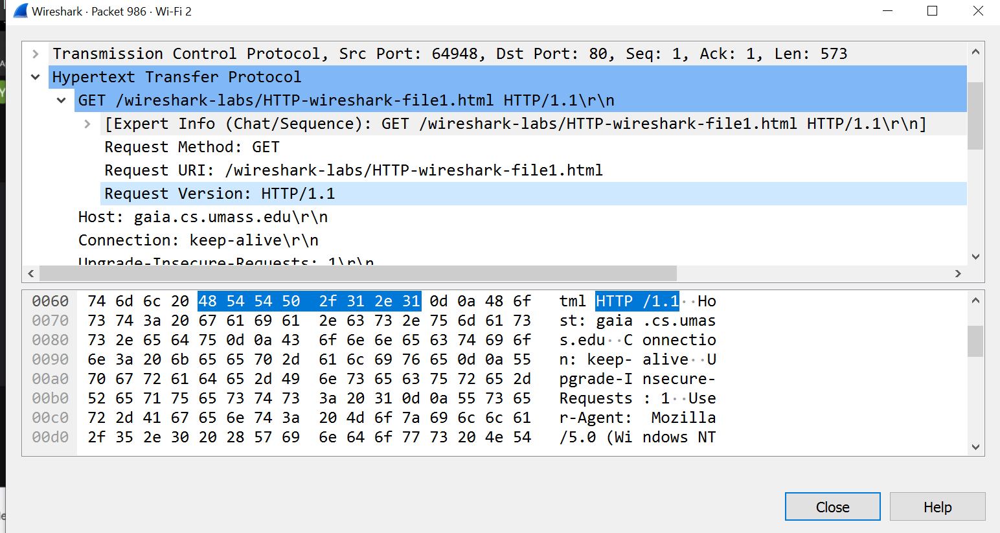 Wireshark · Packet 986 · Wi-Fi 2
Transmission Control Protocol, Src Port: 64948, Dst Port: 80, Seq: 1, Ack: 1, Len: 573
Hypertext Transfer Protocol
GET /wireshark-labs/HTTP-wireshark-file1.html HTTP/1.1\r\n
[Expert Info (Chat/Sequence): GET /wireshark-labs/HTTP-wireshark-file1.html HTTP/1.1\r\n]
Request Method: GET
Request URI: /wireshark-labs/HTTP-wireshark-file1.html
Request Version: HTTP/1.1
Host: gaia.cs.umass.edu\r\n
Connection: keep-alive\r\n
Upgrade-Insecure-Requests: 1\r\n
0060 74 6d 6c 20 48 54 54 50 2f 31 2e 31 0d 0a 48 6f tml HTTP /1.1··Ho
0070 73 74 3a 20 67 61 69 61 2e 63 73 2e 75 6d 61 73 st: gaia .cs.umas
0080 73 2e 65 64 75 0d 0a 43 6f 6e 6e 65 63 74 69 6f s.edu··C onnectio
0090 6e 3a 20 6b 65 65 70 2d 61 6c 69 76 65 0d 0a 55 n: keep- alive··U
00a0 70 67 72 61 64 65 2d 49 6e 73 65 63 75 72 65 2d pgrade-I nsecure-
00b0 52 65 71 75 65 73 74 73 3a 20 31 0d 0a 55 73 65 Requests : 1··Use
00c0 72 2d 41 67 65 6e 74 3a 20 4d 6f 7a 69 6c 6c 61 r-Agent: Mozilla
00d0 2f 35 2e 30 20 28 57 69 6e 64 6f 77 73 20 4e 54 /5.0 (Wi ndows NT
Close Help